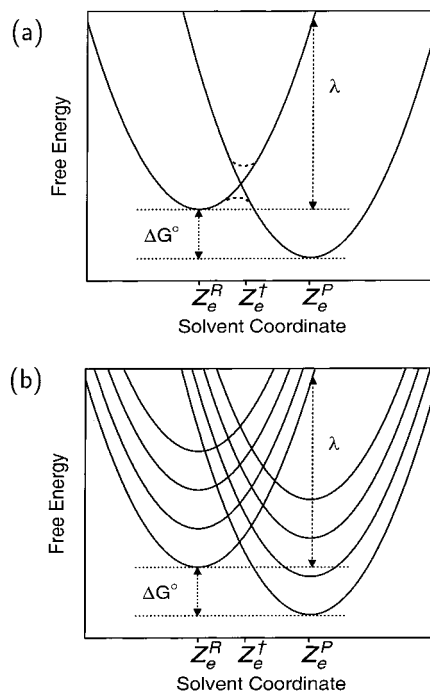 (a)
Free Energy
λ
ΔG°
Z_e^R Z_e^† Z_e^P
Solvent Coordinate
(b)
Free Energy
λ
ΔG°
Z_e^R Z_e^† Z_e^P
Solvent Coordinate